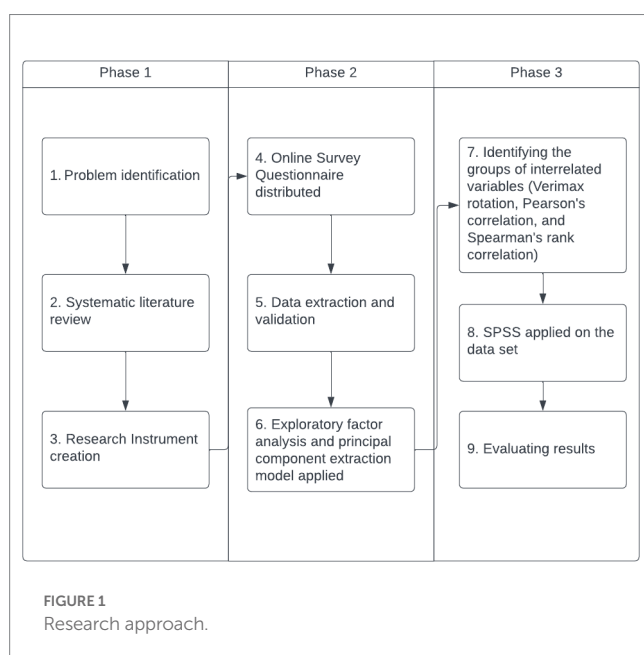 Phase 1
1. Problem identification
2. Systematic literature
review
3. Research Instrument
creation
Phase 2
4. Online Survey
Questionnaire
distributed
5. Data extraction and
validation
6. Exploratory factor
analysis and principal
component extraction
model applied
Phase 3
7. Identifying the
groups of interrelated
variables (Verimax
rotation, Pearson's
correlation, and
Spearman's rank
correlation)
8. SPSS applied on the
data set
9. Evaluating results
FIGURE 1
Research approach.